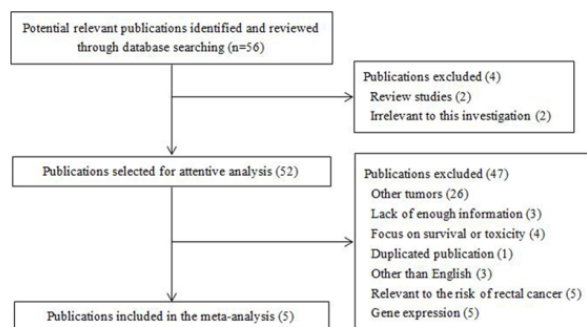 Potential relevant publications identified and reviewed
through database searching (n=56)
Publications excluded (4)
Review studies (2)
Irrelevant to this investigation (2)
Publications selected for attentive analysis (52)
Publications excluded (47)
Other tumors (26)
Lack of enough information (3)
Focus on survival or toxicity (4)
Duplicated publication (1)
Other than English (3)
Relevant to the risk of rectal cancer (5)
Gene expression (5)
Publications included in the meta-analysis (5)